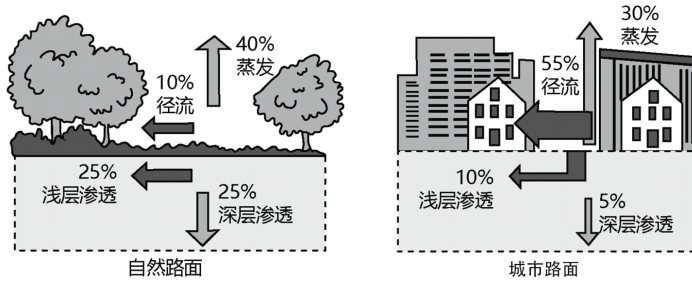 40%
蒸发
10%
径流
25%
浅层渗透
25%
深层渗透
自然路面
30%
蒸发
55%
径流
10%
浅层渗透
5%
深层渗透
城市路面